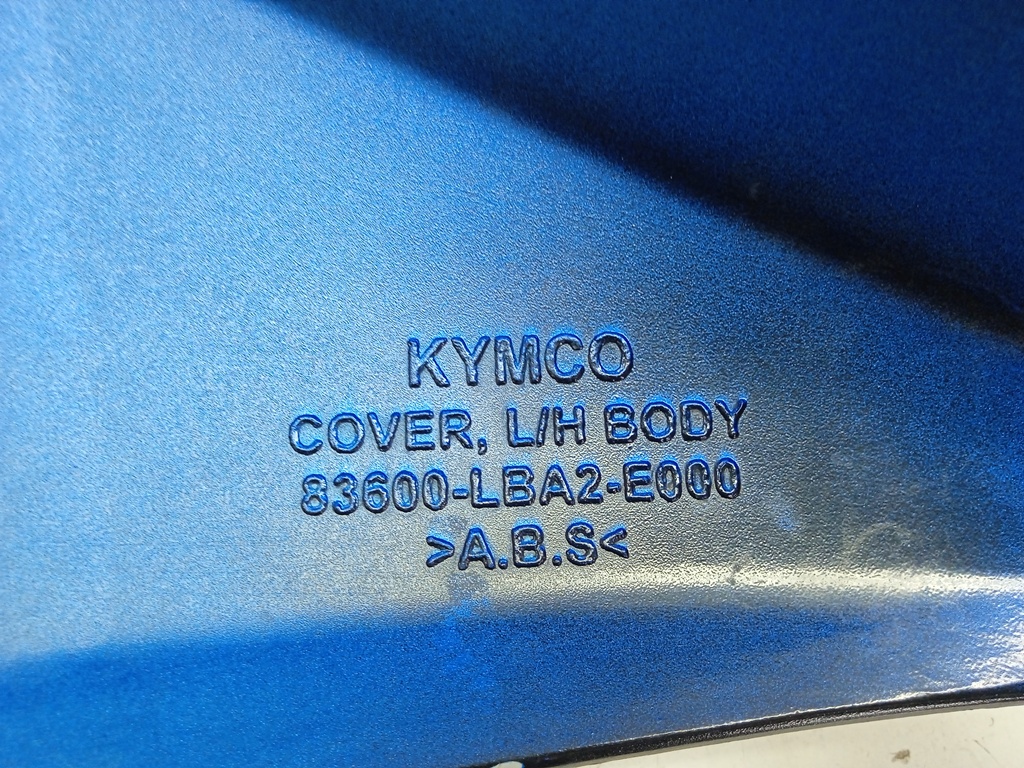 KYMCO
COVER, L/H BODY
83600-LBA2-E000
>A.B.S<